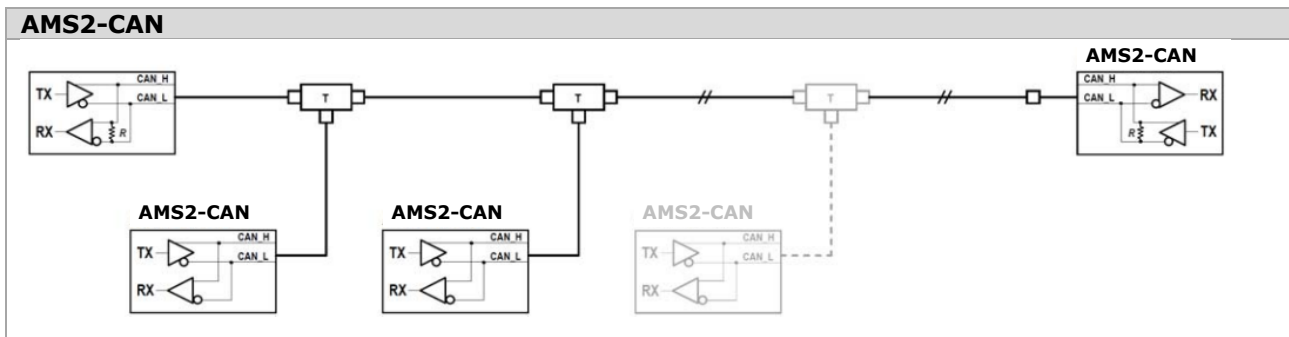 AMS2-CAN
AMS2-CAN
CAN_H
TX
CAN_L
RX
R
T
T
T
CAN_H
CAN_L
RX
R
TX
AMS2-CAN
CAN_H
TX
CAN_L
RX
AMS2-CAN
CAN_H
TX
CAN_L
RX
AMS2-CAN
CAN_H
TX
CAN_L
RX